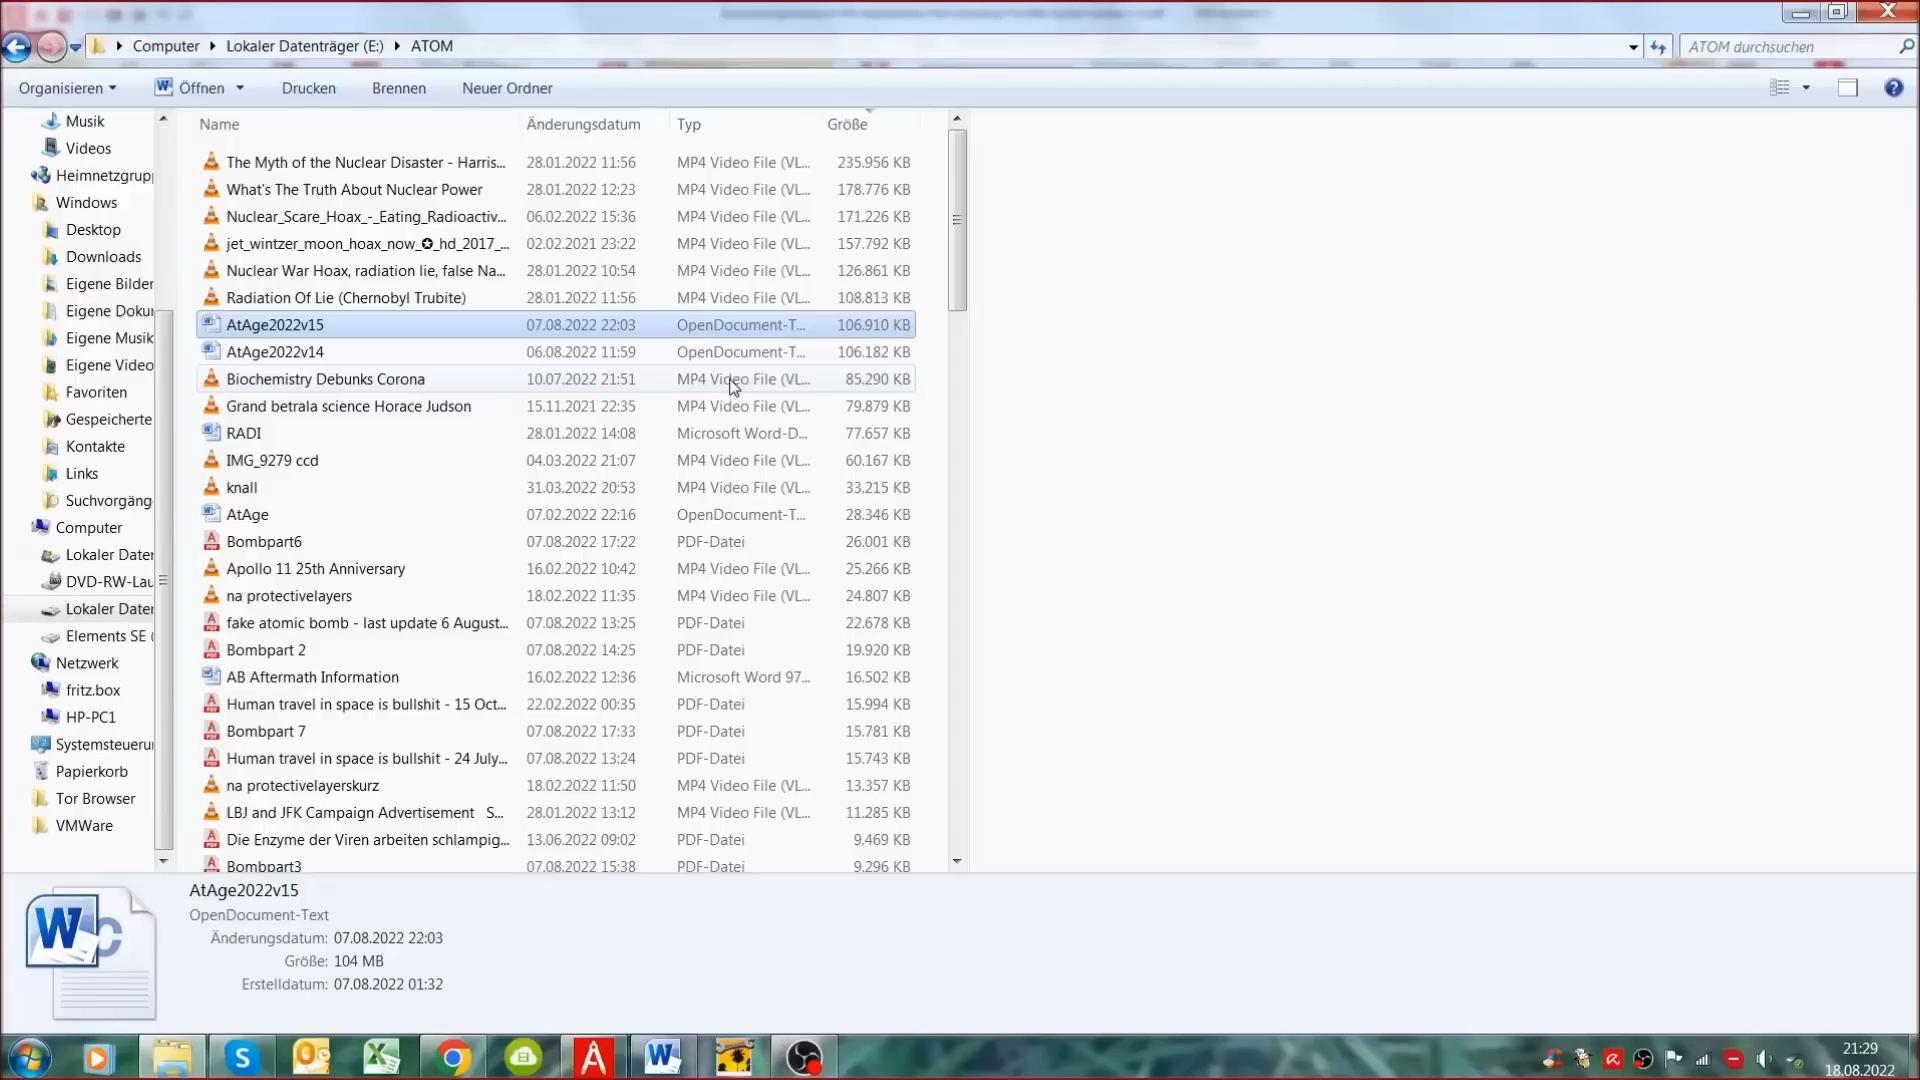 Computer Lokaler Datenträger (E:) ATOM ATOM durchsuchen
Organisieren Öffnen Drucken Brennen Neuer Ordner
Musik
Videos
Heimnetzgrupp
Windows
Desktop
Downloads
Eigene Bilder
Eigene Doku
Eigene Musik
Eigene Video
Favoriten
Gespeicherte
Kontakte
Links
Suchvorgäng
Computer
Lokaler Dater
DVD-RW-Lau
Lokaler Dater
Elements SE (
Netzwerk
fritz.box
HP-PC1
Systemsteueru
Papierkorb
Tor Browser
VMWare
Name Änderungsdatum Typ Größe
The Myth of the Nuclear Disaster - Harris... 28.01.2022 11:56 MP4 Video File (VL... 235.956 KB
What's The Truth About Nuclear Power 28.01.2022 12:23 MP4 Video File (VL... 178.776 KB
Nuclear_Scare_Hoax_-_Eating_Radioactiv... 06.02.2022 15:36 MP4 Video File (VL... 171.226 KB
jet_wintzer_moon_hoax_now_✪_hd_2017_... 02.02.2021 23:22 MP4 Video File (VL... 157.792 KB
Nuclear War Hoax, radiation lie, false Na... 28.01.2022 10:54 MP4 Video File (VL... 126.861 KB
Radiation Of Lie (Chernobyl Trubite) 28.01.2022 11:56 MP4 Video File (VL... 108.813 KB
AtAge2022v15 07.08.2022 22:03 OpenDocument-T... 106.910 KB
AtAge2022v14 06.08.2022 11:59 OpenDocument-T... 106.182 KB
Biochemistry Debunks Corona 10.07.2022 21:51 MP4 Video File (VL... 85.290 KB
Grand betrala science Horace Judson 15.11.2021 22:35 MP4 Video File (VL... 79.879 KB
RADI 28.01.2022 14:08 Microsoft Word-D... 77.657 KB
IMG_9279 ccd 04.03.2022 21:07 MP4 Video File (VL... 60.167 KB
knall 31.03.2022 20:53 MP4 Video File (VL... 33.215 KB
AtAge 07.02.2022 22:16 OpenDocument-T... 28.346 KB
Bombpart6 07.08.2022 17:22 PDF-Datei 26.001 KB
Apollo 11 25th Anniversary 16.02.2022 10:42 MP4 Video File (VL... 25.266 KB
na protectivelayers 18.02.2022 11:35 MP4 Video File (VL... 24.807 KB
fake atomic bomb - last update 6 August... 07.08.2022 13:25 PDF-Datei 22.678 KB
Bombpart 2 07.08.2022 14:25 PDF-Datei 19.920 KB
AB Aftermath Information 16.02.2022 12:36 Microsoft Word 97... 16.502 KB
Human travel in space is bullshit - 15 Oct... 22.02.2022 00:35 PDF-Datei 15.994 KB
Bombpart 7 07.08.2022 17:33 PDF-Datei 15.781 KB
Human travel in space is bullshit - 24 July... 07.08.2022 13:24 PDF-Datei 15.743 KB
na protectivelayerskurz 18.02.2022 11:50 MP4 Video File (VL... 13.357 KB
LBJ and JFK Campaign Advertisement S... 28.01.2022 13:12 MP4 Video File (VL... 11.285 KB
Die Enzyme der Viren arbeiten schlampig... 13.06.2022 09:02 PDF-Datei 9.469 KB
Bombpart3 07.08.2022 15:38 PDF-Datei 9.296 KB
AtAge2022v15
OpenDocument-Text
Änderungsdatum: 07.08.2022 22:03
Größe: 104 MB
Erstelldatum: 07.08.2022 01:32
21:29
18.08.2022